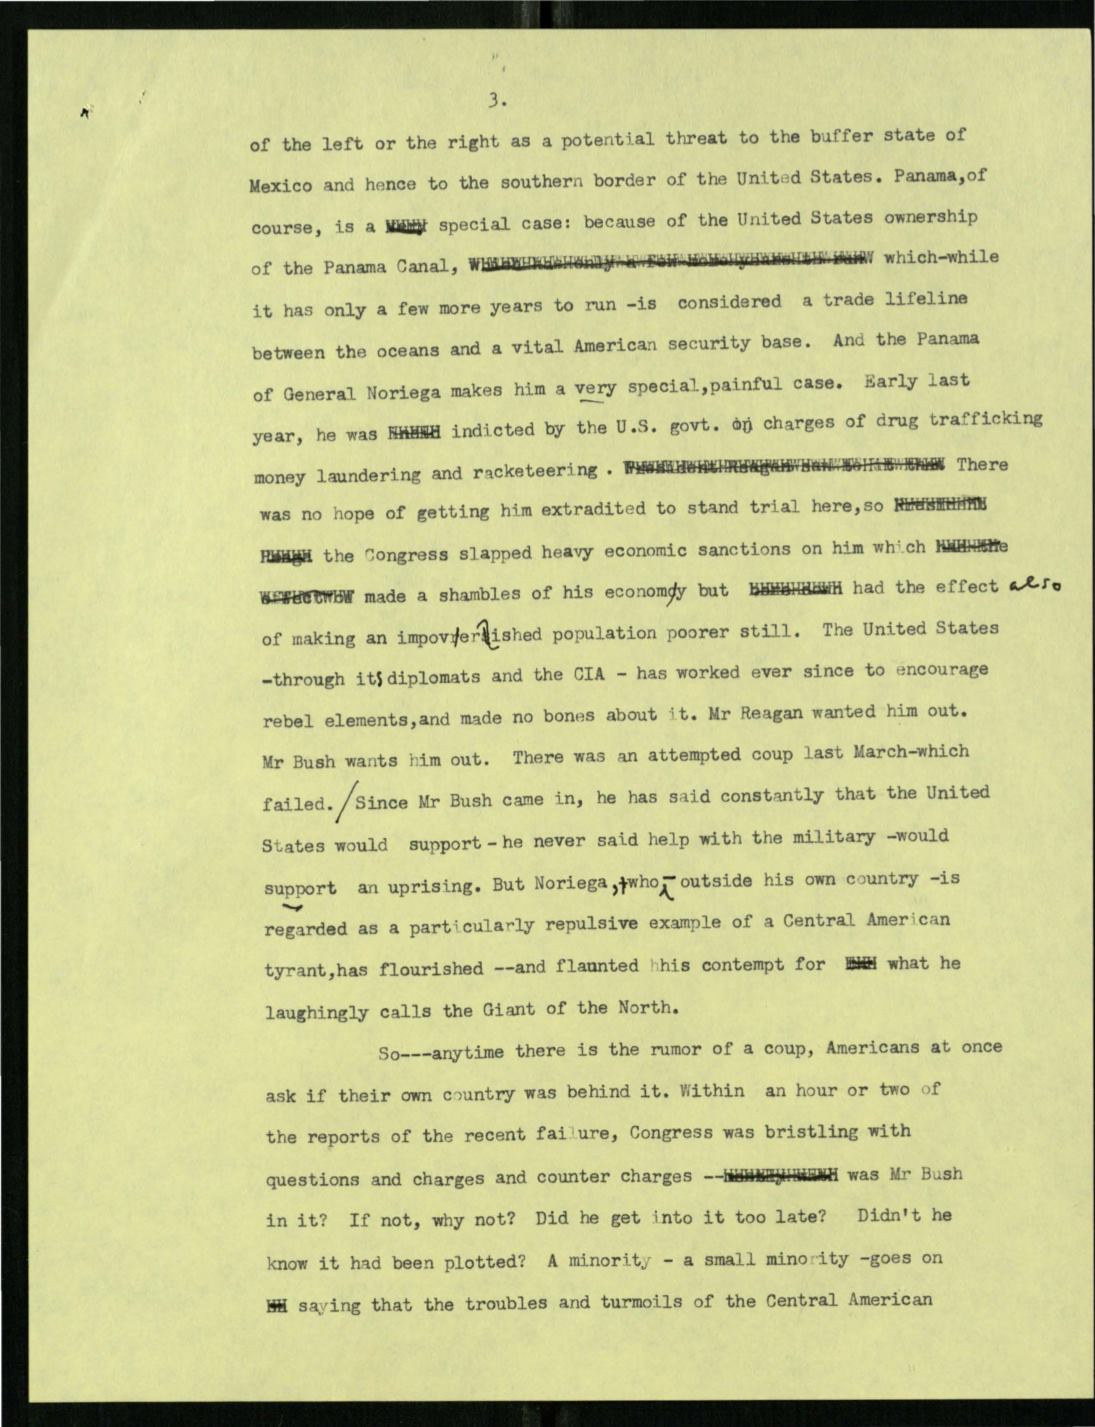 3.
of the left or the right as a potential threat to the buffer state of
Mexico and hence to the southern border of the United States. Panama,of
course, is a special case: because of the United States ownership
of the Panama Canal, which-while
it has only a few more years to run -is considered a trade lifeline
between the oceans and a vital American security base. And the Panama
of General Noriega makes him a very special,painful case. Early last
year, he was indicted by the U.S. govt. on charges of drug trafficking
money laundering and racketeering . There
was no hope of getting him extradited to stand trial here,so
the Congress slapped heavy economic sanctions on him which
made a shambles of his economy but had the effect also
of making an impoverished population poorer still. The United States
-through its diplomats and the CIA - has worked ever since to encourage
rebel elements,and made no bones about it. Mr Reagan wanted him out.
Mr Bush wants him out. There was an attempted coup last March-which
failed./Since Mr Bush came in, he has said constantly that the United
States would support - he never said help with the military -would
support an uprising. But Noriega, who - outside his own country -is
regarded as a particularly repulsive example of a Central American
tyrant,has flourished --and flaunted hhis contempt for what he
laughingly calls the Giant of the North.
So---anytime there is the rumor of a coup, Americans at once
ask if their own country was behind it. Within an hour or two of
the reports of the recent failure, Congress was bristling with
questions and charges and counter charges -- was Mr Bush
in it? If not, why not? Did he get into it too late? Didn't he
know it had been plotted? A minority - a small minority -goes on
saying that the troubles and turmoils of the Central American